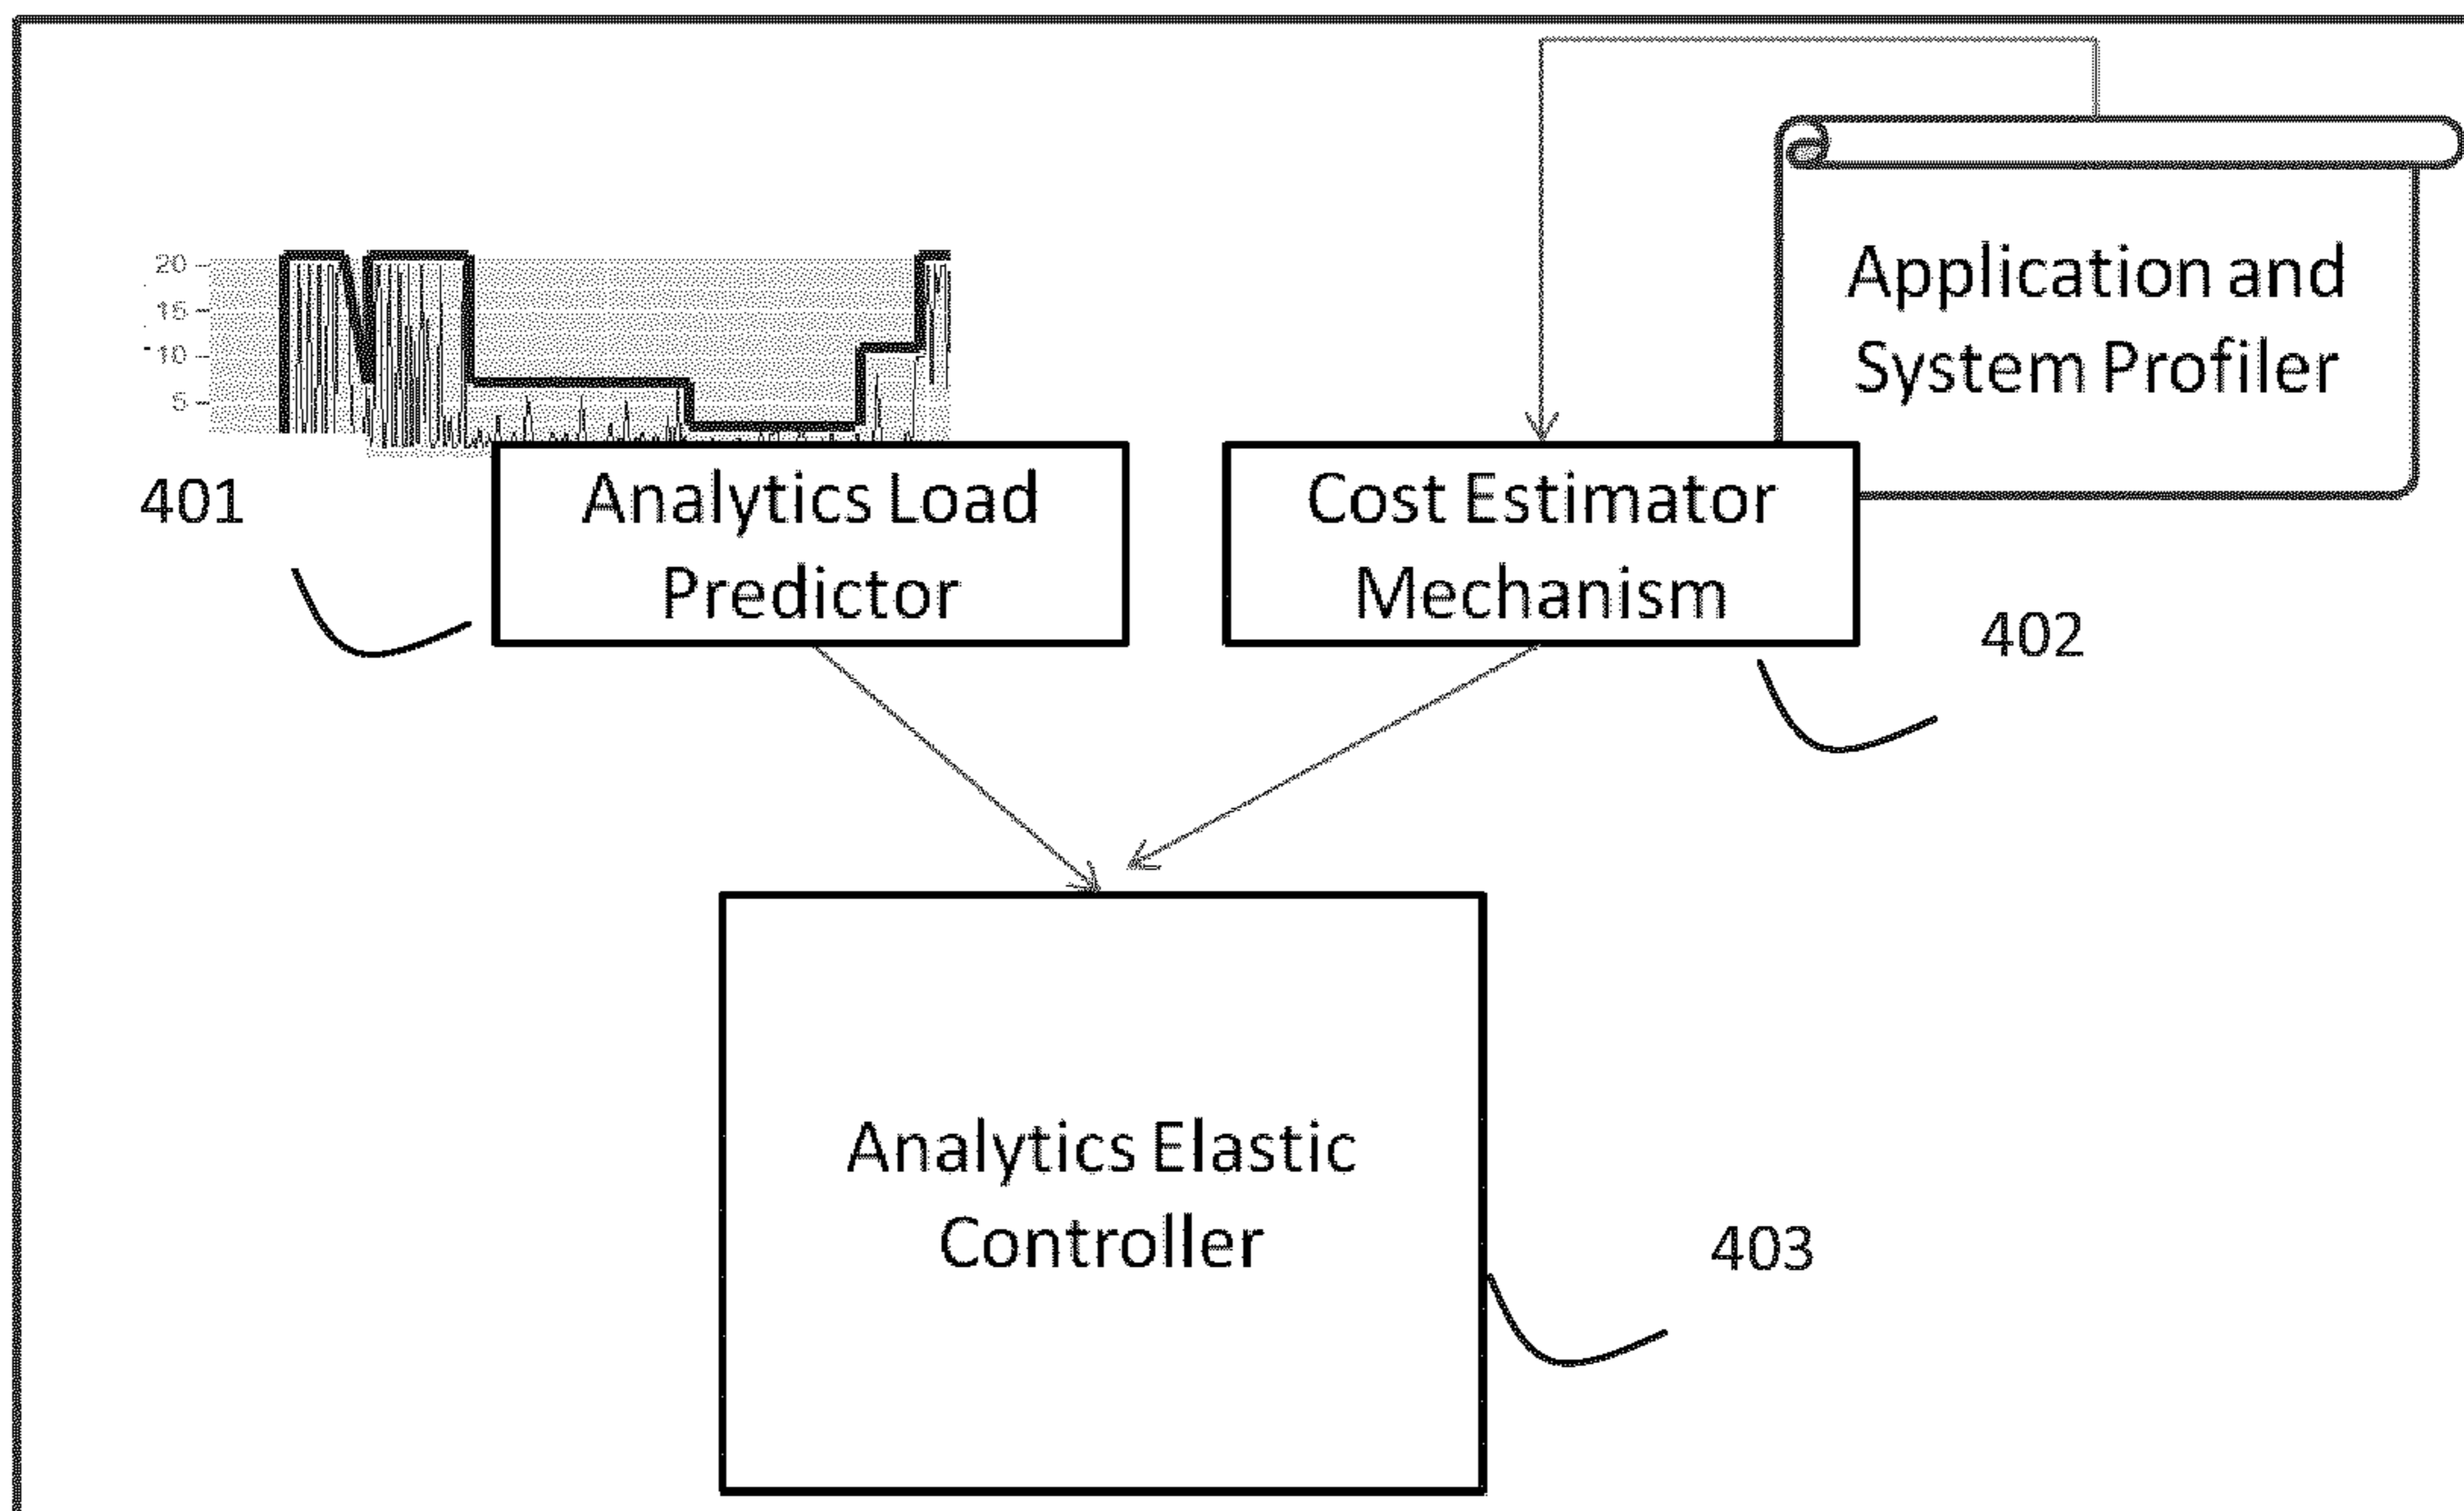 Application and
System Profiler
20
15
10
5
401
Analytics Load
Predictor
Cost Estimator
Mechanism
402
Analytics Elastic
Controller
403